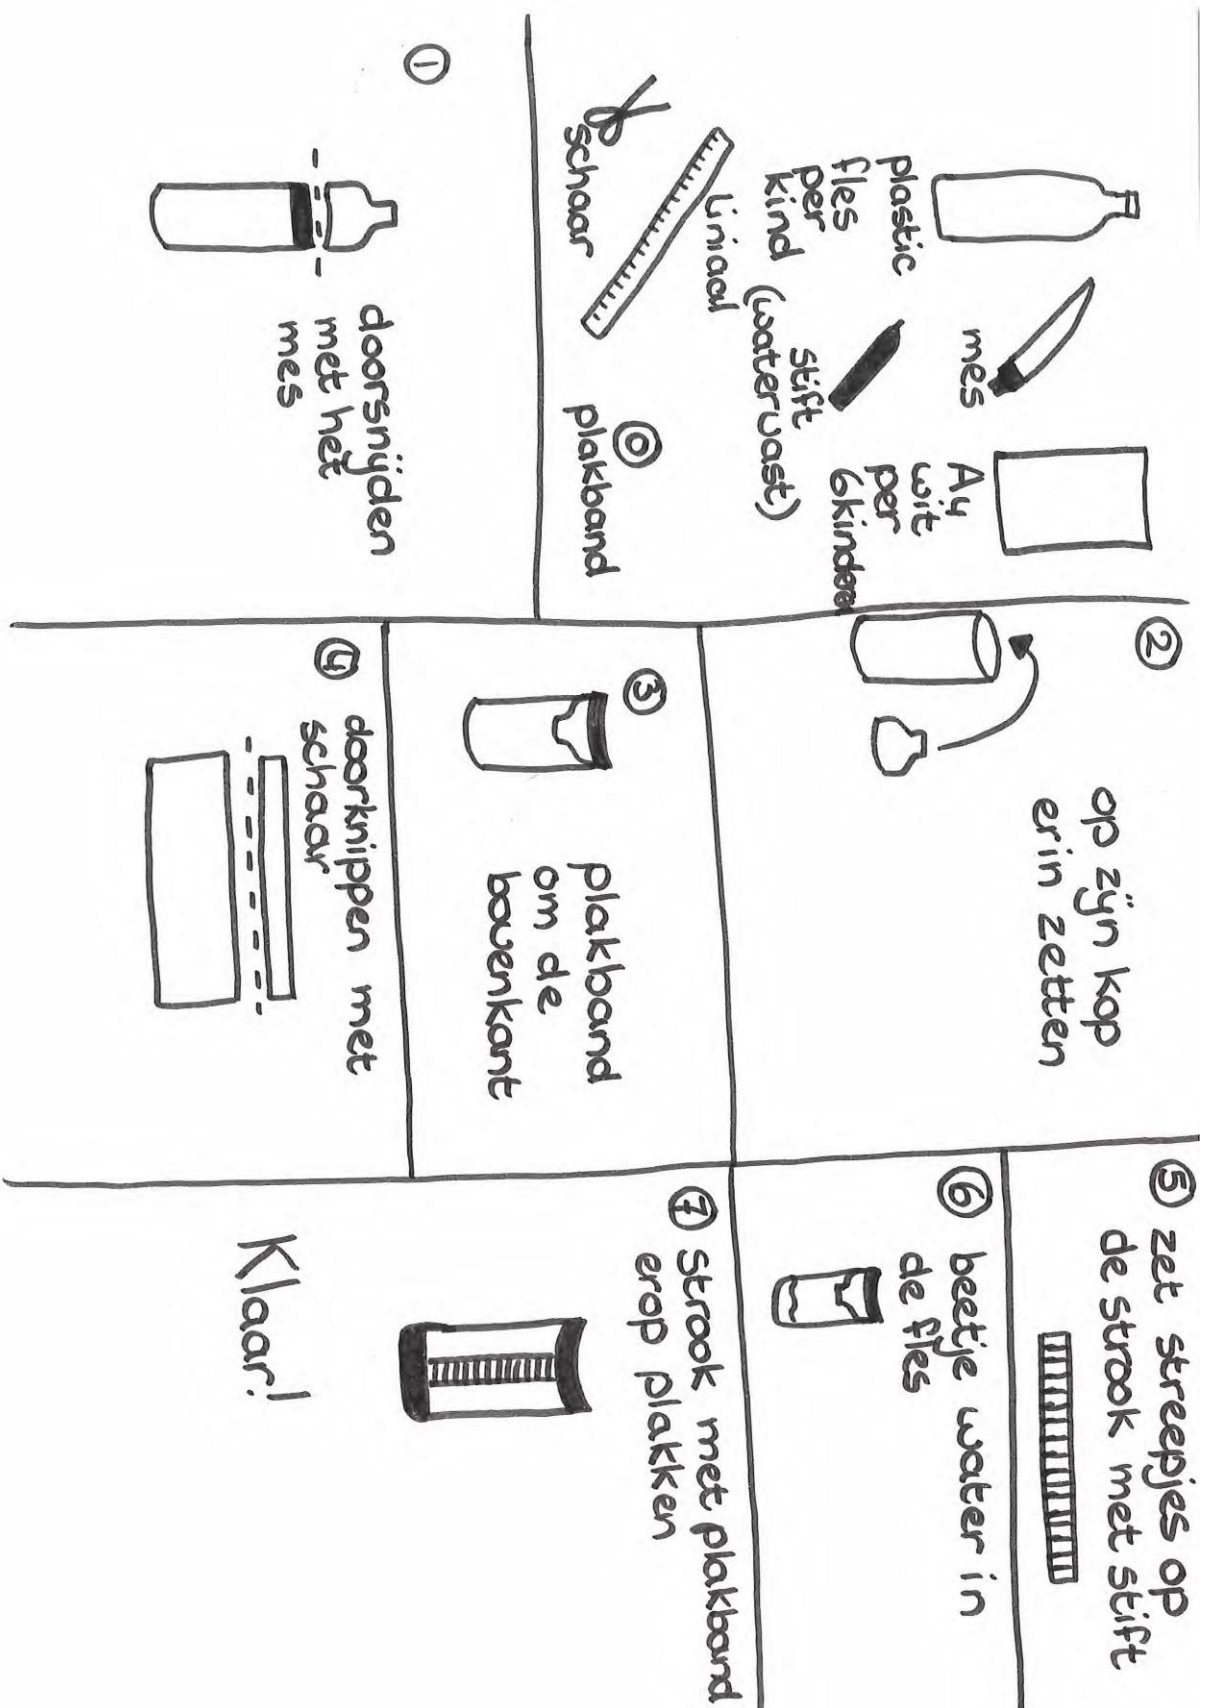 plastic
fles
per
kind
mes
A4
wit
per
6kinderen
stift
(watervast)
Liniaal
schaar
plakband
①
doorsnijden
met het
mes
②
op zijn kop
erin zetten
③
plakband
om de
bovenkant
④ doorknippen met
schaar
⑤ zet streepjes op
de strook met stift
⑥ beetje water in
de fles
⑦ strook met plakband
erop plakken
Klaar!